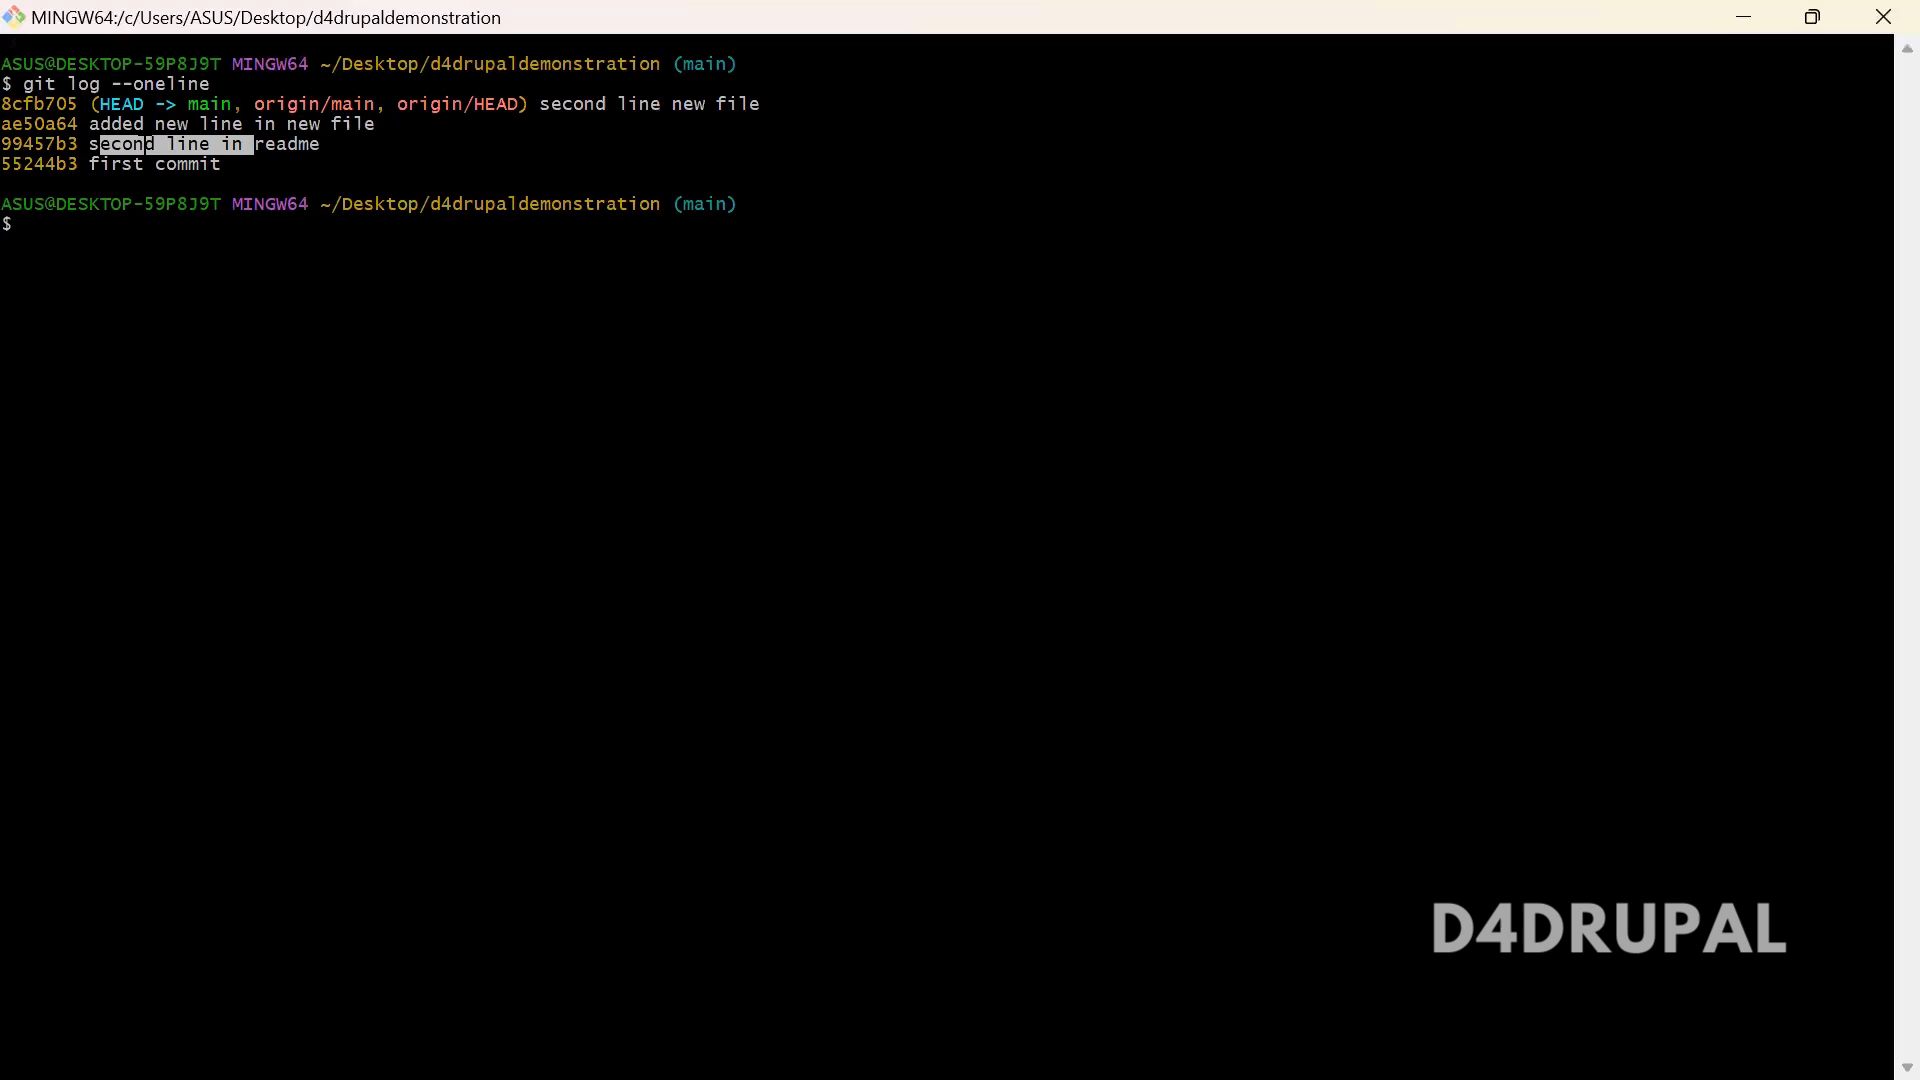 MINGW64:/c/Users/ASUS/Desktop/d4drupaldemonstration
ASUS@DESKTOP-59P8J9T MINGW64 ~/Desktop/d4drupaldemonstration (main)
$ git log --oneline
8cfb705 (HEAD -> main, origin/main, origin/HEAD) second line new file
ae50a64 added new line in new file
99457b3 second line in readme
55244b3 first commit
ASUS@DESKTOP-59P8J9T MINGW64 ~/Desktop/d4drupaldemonstration (main)
$
D4DRUPAL